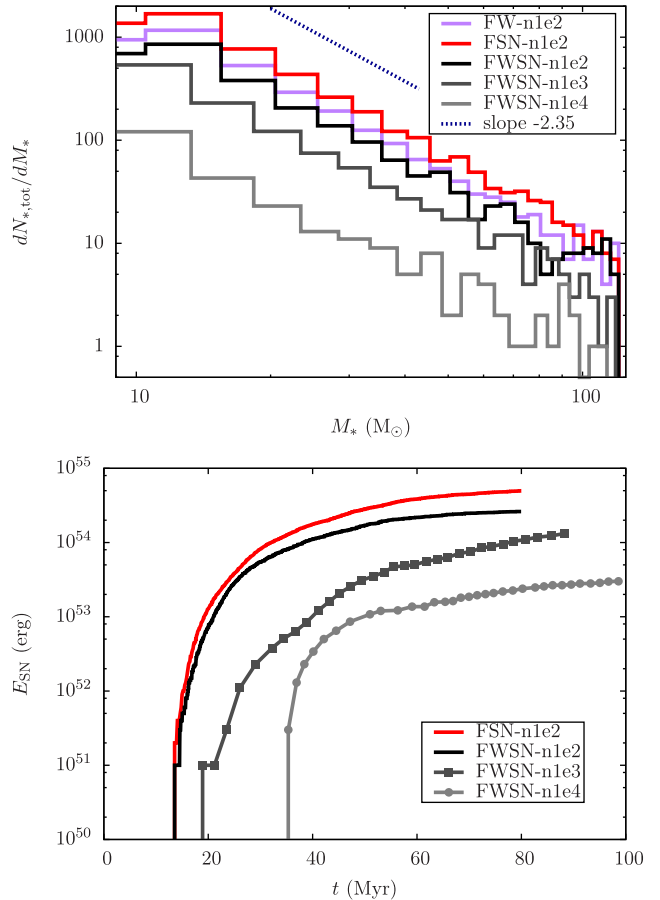 1000
100
10
1
dN*,tot/dM*
FW-n1e2
FSN-n1e2
FWSN-n1e2
FWSN-n1e3
FWSN-n1e4
slope -2.35
10 100
M* (M⊙)
10^55
10^54
10^53
10^52
10^51
10^50
E_SN (erg)
FSN-n1e2
FWSN-n1e2
FWSN-n1e3
FWSN-n1e4
0 20 40 60 80 100
t (Myr)